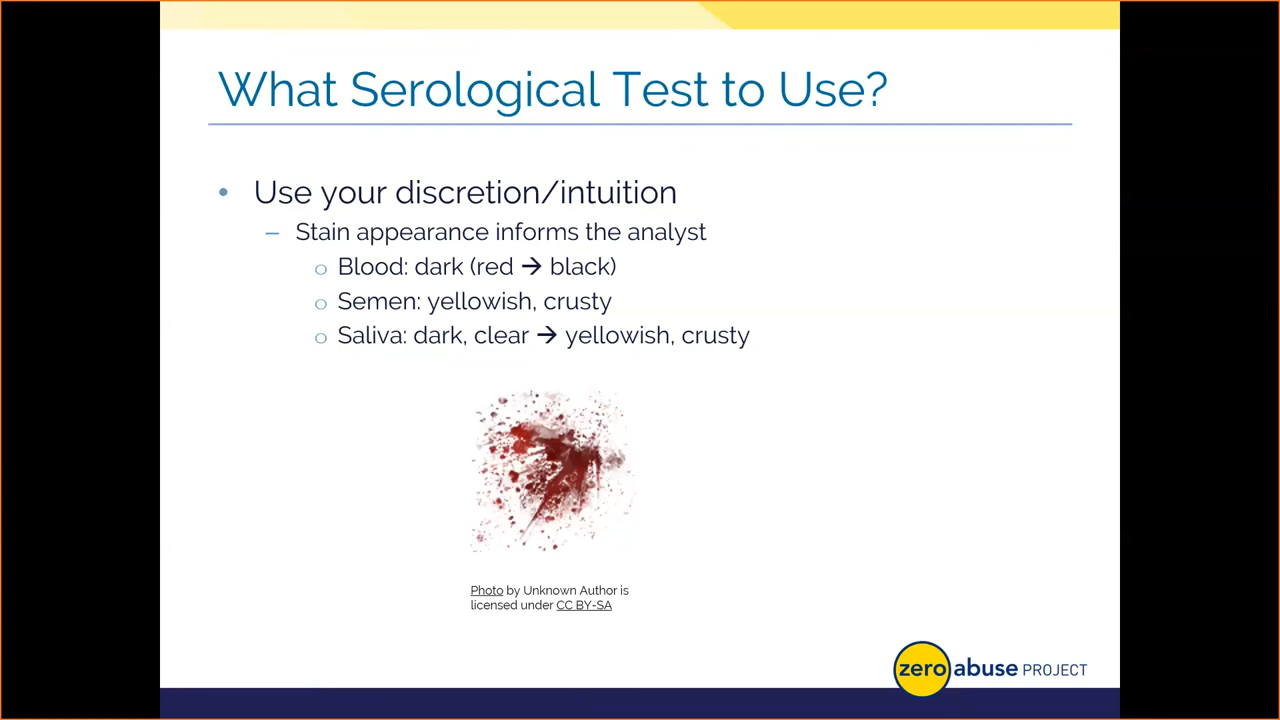 What Serological Test to Use?
• Use your discretion/intuition
– Stain appearance informs the analyst
o Blood: dark (red → black)
o Semen: yellowish, crusty
o Saliva: dark, clear → yellowish, crusty
Photo by Unknown Author is
licensed under CC BY-SA
zero abuse PROJECT